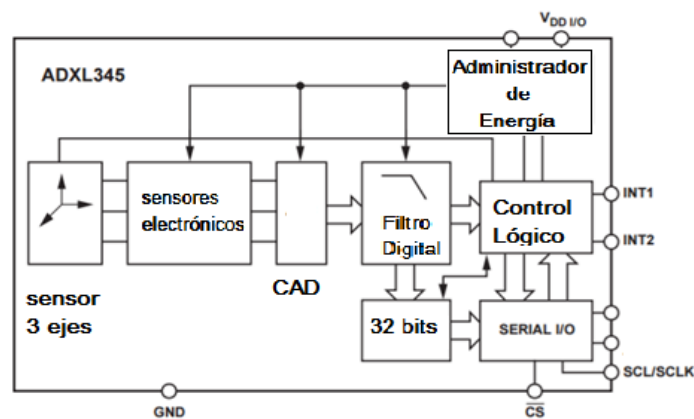 V DD I/O
ADXL345
Administrador
de
Energía
sensores
electrónicos
Filtro
Digital
Control
Lógico
INT1
INT2
CAD
sensor
3 ejes
32 bits
SERIAL I/O
SCL/SCLK
GND
CS